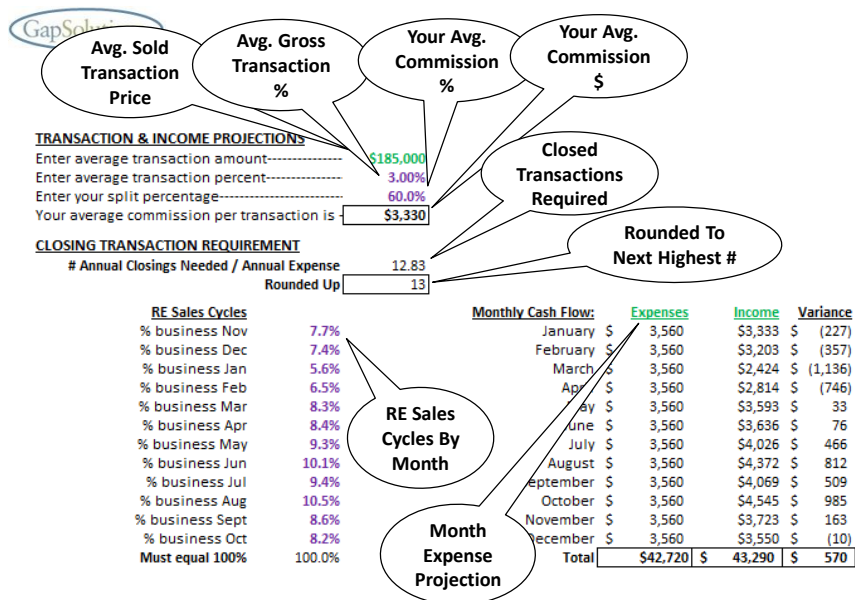 GapSolu
Avg. Sold
Transaction
Price
Avg. Gross
Transaction
%
Your Avg.
Commission
%
Your Avg.
Commission
$
TRANSACTION & INCOME PROJECTIONS
Enter average transaction amount--------------- $185,000
Enter average transaction percent--------------- 3.00%
Enter your split percentage------------------------ 60.0%
Your average commission per transaction is - $3,330
Closed
Transactions
Required
CLOSING TRANSACTION REQUIREMENT
# Annual Closings Needed / Annual Expense 12.83
Rounded Up 13
Rounded To
Next Highest #
RE Sales Cycles
% business Nov 7.7%
% business Dec 7.4%
% business Jan 5.6%
% business Feb 6.5%
% business Mar 8.3%
% business Apr 8.4%
% business May 9.3%
% business Jun 10.1%
% business Jul 9.4%
% business Aug 10.5%
% business Sept 8.6%
% business Oct 8.2%
Must equal 100% 100.0%
RE Sales
Cycles By
Month
Monthly Cash Flow: Expenses Income Variance
January $ 3,560 $3,333 $ (227)
February $ 3,560 $3,203 $ (357)
March $ 3,560 $2,424 $ (1,136)
Apr $ 3,560 $2,814 $ (746)
ay $ 3,560 $3,593 $ 33
une $ 3,560 $3,636 $ 76
July $ 3,560 $4,026 $ 466
August $ 3,560 $4,372 $ 812
eptember $ 3,560 $4,069 $ 509
October $ 3,560 $4,545 $ 985
November $ 3,560 $3,723 $ 163
ecember $ 3,560 $3,550 $ (10)
Total $42,720 $ 43,290 $ 570
Month
Expense
Projection